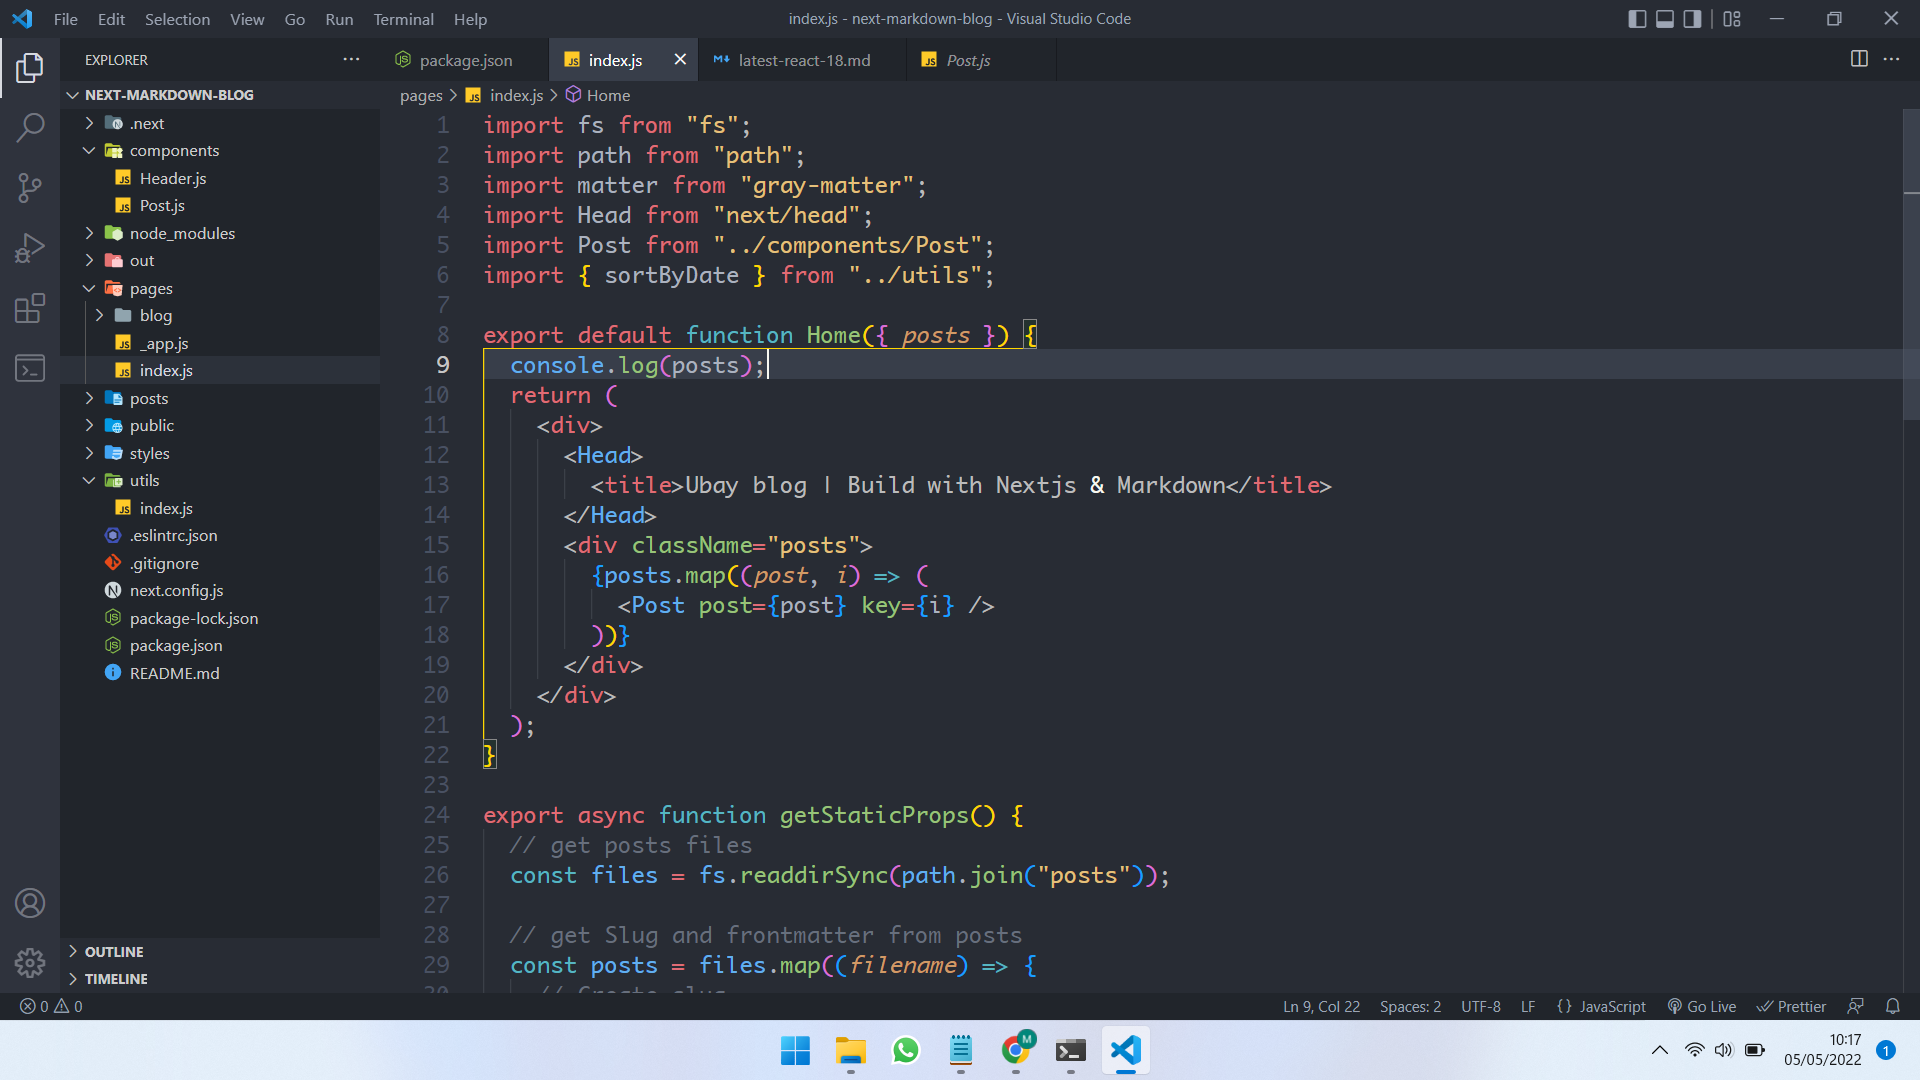 File Edit Selection View Go Run Terminal Help
index.js - next-markdown-blog - Visual Studio Code
EXPLORER
package.json
index.js
latest-react-18.md
Post.js
NEXT-MARKDOWN-BLOG
.next
components
Header.js
Post.js
node_modules
out
pages
blog
_app.js
index.js
posts
public
styles
utils
index.js
.eslintrc.json
.gitignore
next.config.js
package-lock.json
package.json
README.md
OUTLINE
TIMELINE
pages > index.js > Home
1 import fs from "fs";
2 import path from "path";
3 import matter from "gray-matter";
4 import Head from "next/head";
5 import Post from "../components/Post";
6 import { sortByDate } from "../utils";
7
8 export default function Home({ posts }) {
9 console.log(posts);
10 return (
11 <div>
12 <Head>
13 <title>Ubay blog | Build with Nextjs & Markdown</title>
14 </Head>
15 <div className="posts">
16 {posts.map((post, i) => (
17 <Post post={post} key={i} />
18 ))}
19 </div>
20 </div>
21 );
22 }
23
24 export async function getStaticProps() {
25 // get posts files
26 const files = fs.readdirSync(path.join("posts"));
27
28 // get Slug and frontmatter from posts
29 const posts = files.map((filename) => {
30 // Create slug
0 0
Ln 9, Col 22 Spaces: 2 UTF-8 LF {} JavaScript Go Live Prettier
M
10:17
05/05/2022
1